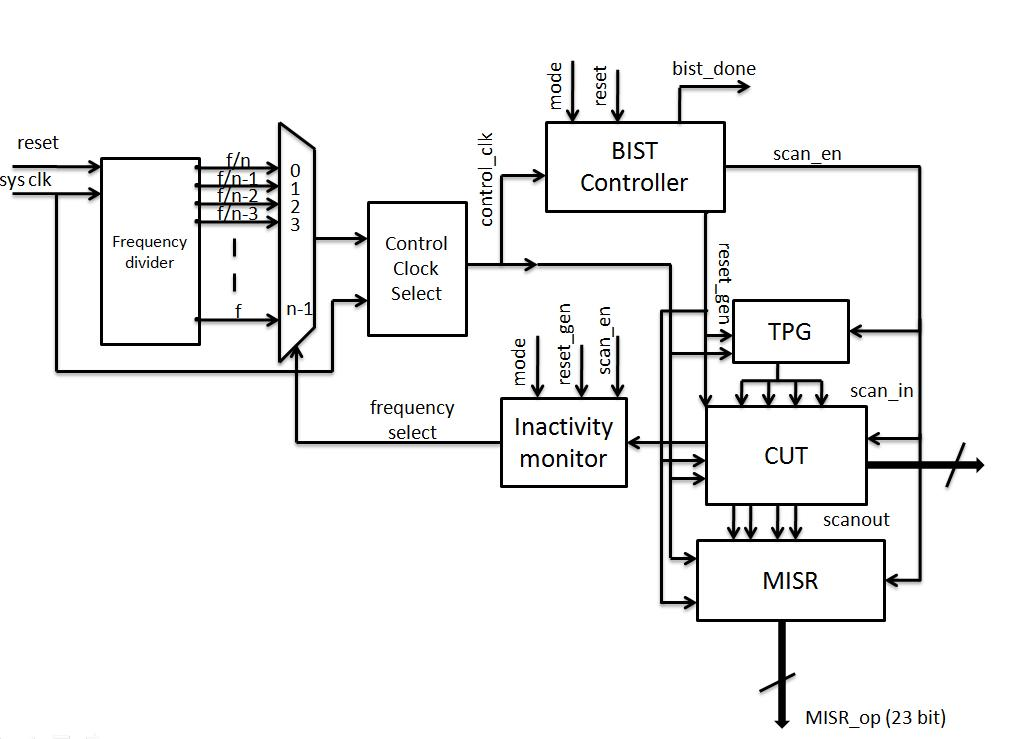 mode
reset
bist_done
reset
sys clk
f/n
f/n-1
f/n-2
f/n-3
f
0
1
2
3
n-1
Frequency
divider
Control
Clock
Select
control_clk
BIST
Controller
scan_en
reset_gen
TPG
scan_in
mode
reset_gen
scan_en
frequency
select
Inactivity
monitor
CUT
scanout
MISR
MISR_op (23 bit)